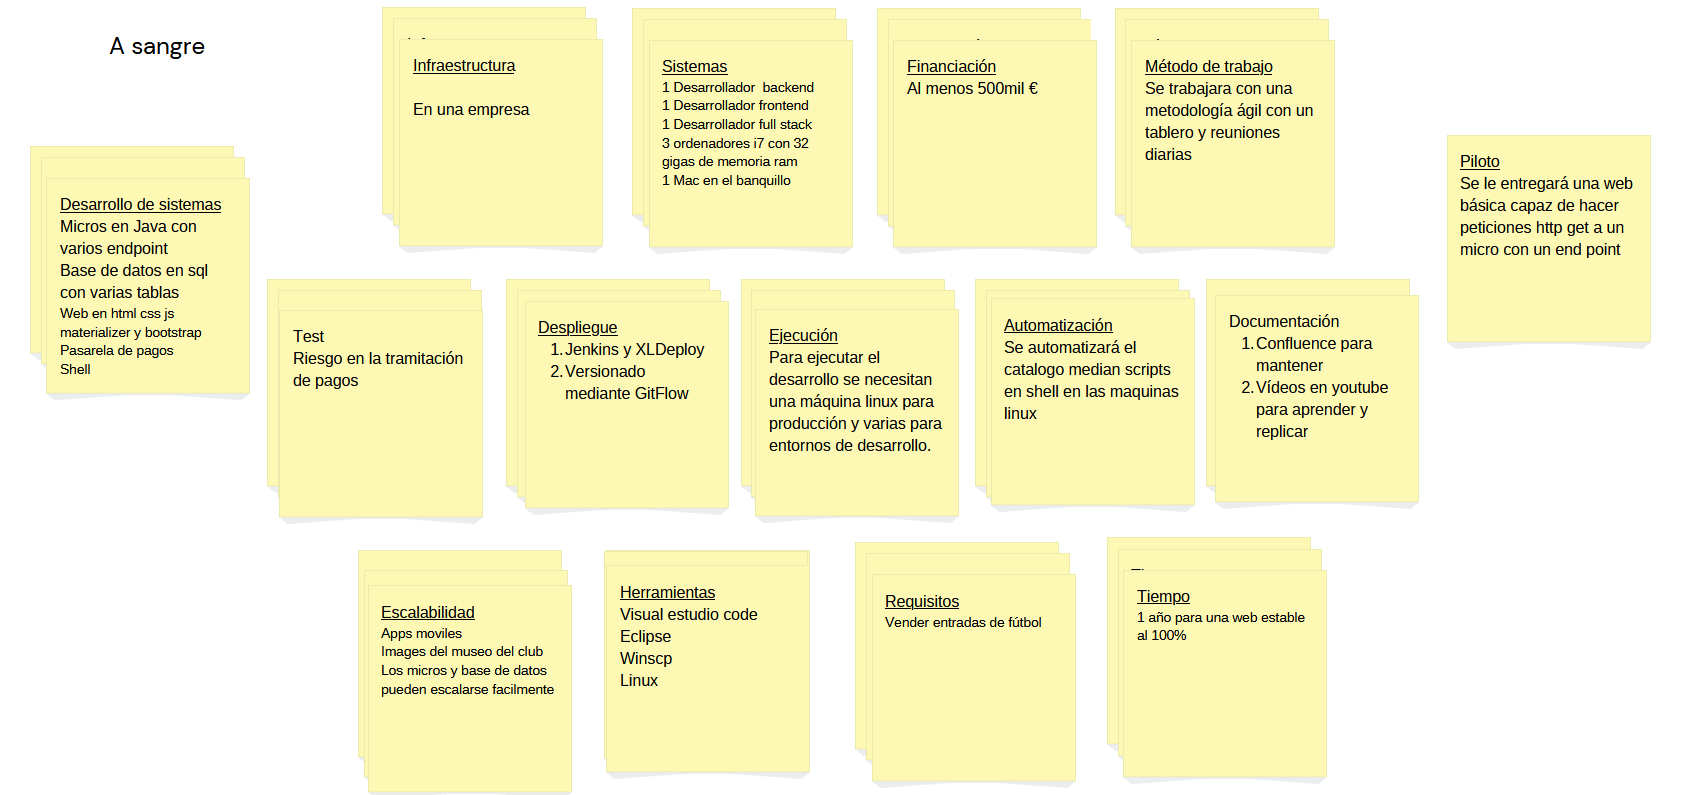 A sangre
Infraestructura
En una empresa
Sistemas
1 Desarrollador  backend
1 Desarrollador frontend
1 Desarrollador full stack
3 ordenadores i7 con 32
gigas de memoria ram
1 Mac en el banquillo
Financiación
Al menos 500mil €
Método de trabajo
Se trabajara con una
metodología ágil con un
tablero y reuniones
diarias
Piloto
Se le entregará una web
básica capaz de hacer
peticiones http get a un
micro con un end point
Desarrollo de sistemas
Micros en Java con
varios endpoint
Base de datos en sql
con varias tablas
Web en html css js
materializer y bootstrap
Pasarela de pagos
Shell
Test
Riesgo en la tramitación
de pagos
Despliegue
1. Jenkins y XLDeploy
2. Versionado
mediante GitFlow
Ejecución
Para ejecutar el
desarrollo se necesitan
una máquina linux para
producción y varias para
entornos de desarrollo.
Automatización
Se automatizará el
catalogo median scripts
en shell en las maquinas
linux
Documentación
1. Confluence para
mantener
2. Vídeos en youtube
para aprender y
replicar
Escalabilidad
Apps moviles
Images del museo del club
Los micros y base de datos
pueden escalarse facilmente
Herramientas
Visual estudio code
Eclipse
Winscp
Linux
Requisitos
Vender entradas de fútbol
Tiempo
1 año para una web estable
al 100%